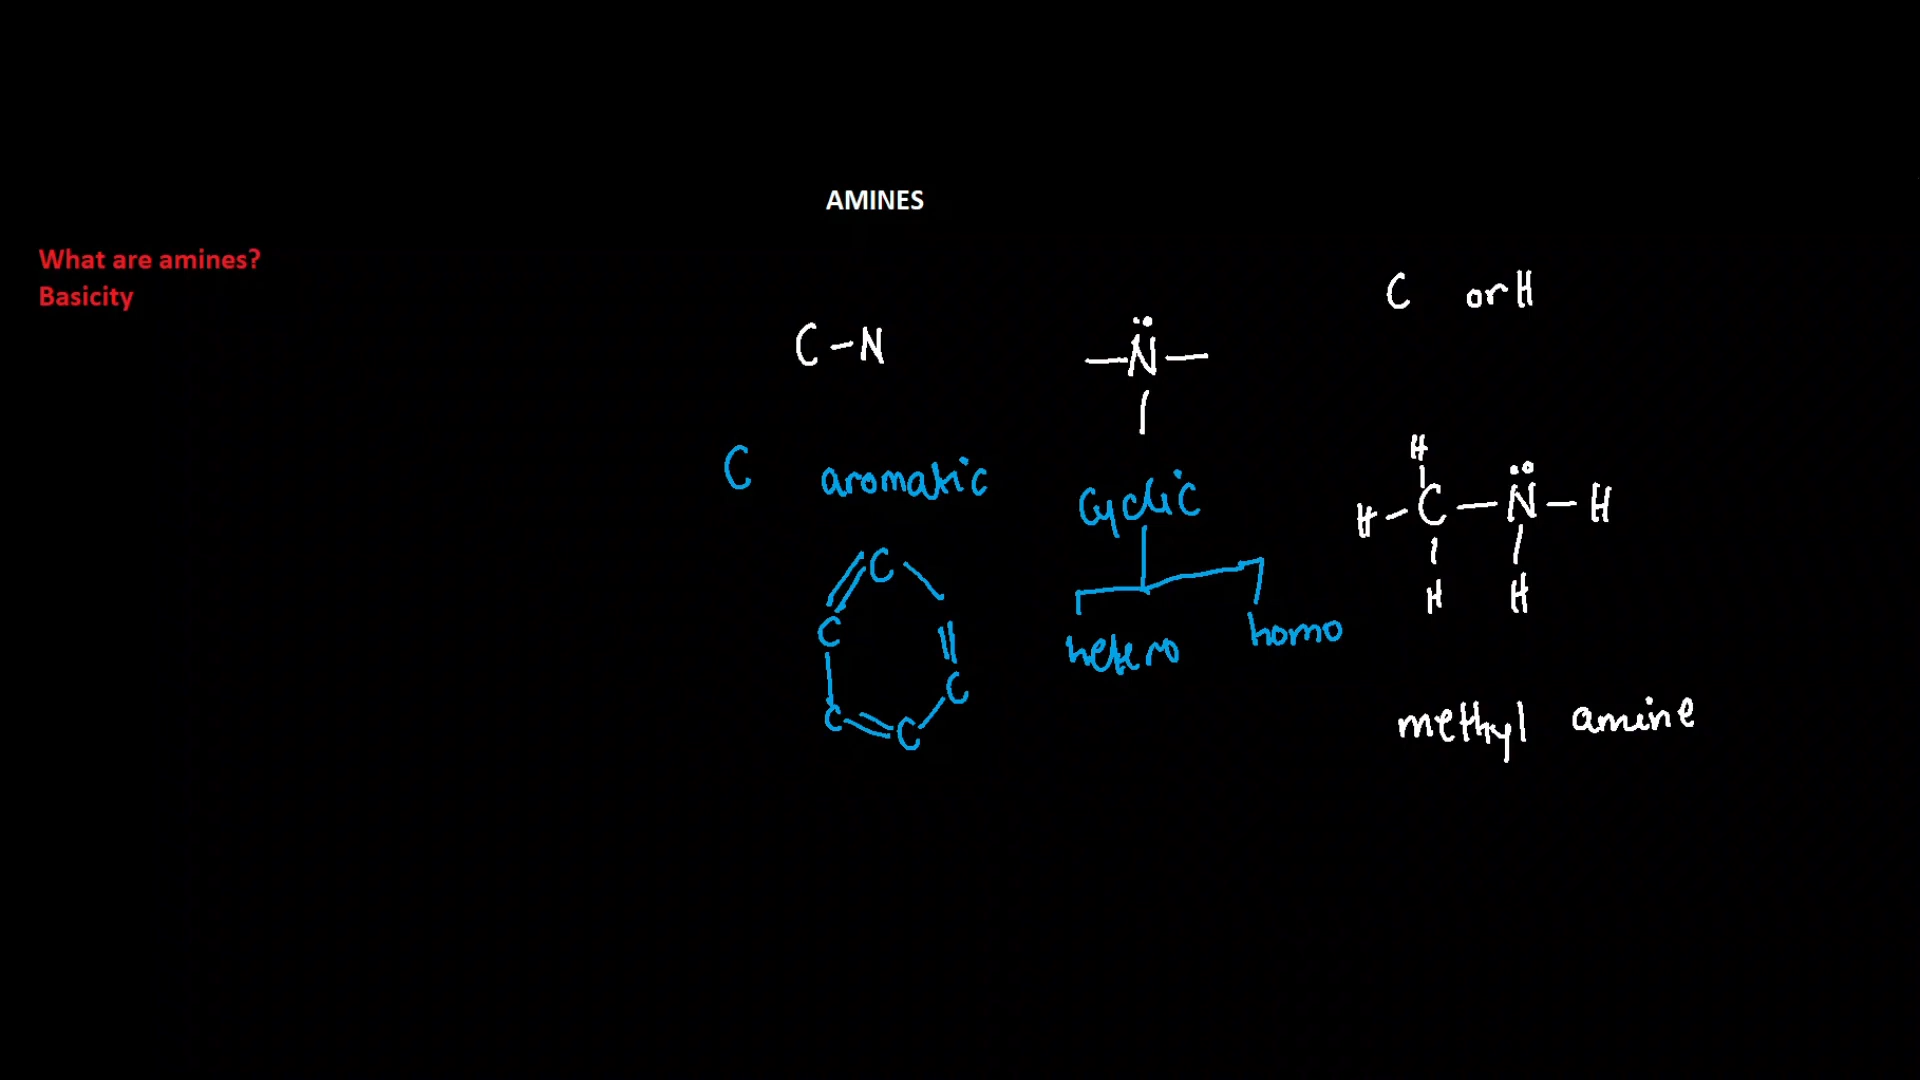 AMINES
What are amines?
Basicity
C or H
C-N
N
C aromatic
cyclic
H
H-C-N-H
H H
C
C
C
C
C
hetero
homo
methyl amine